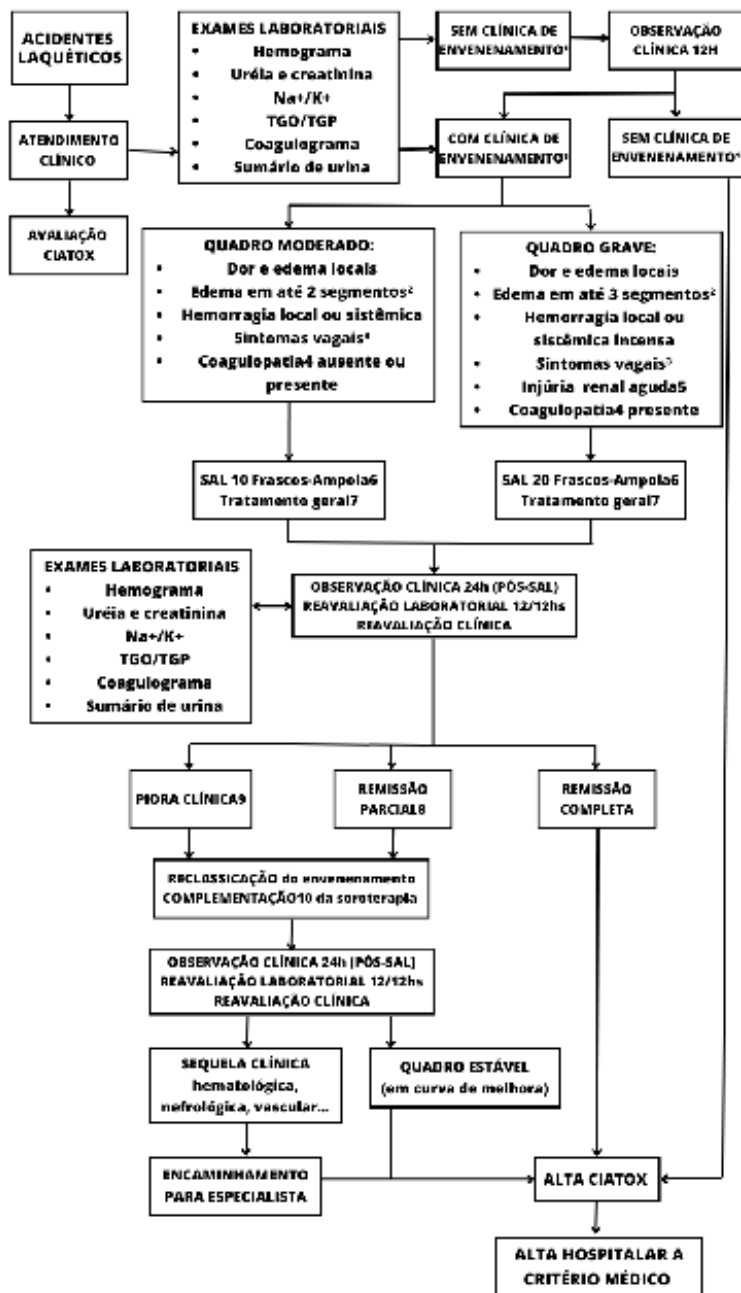 ACIDENTES
LAQUÉTICOS
ATENDIMENTO
CLÍNICO
AVALIAÇÃO
CIATOX
EXAMES LABORATORIAIS
• Hemograma
• Uréia e creatinina
• Na+/K+
• TGO/TGP
• Coagulograma
• Sumário de urina
SEM CLÍNICA DE
ENVENENAMENTO¹
OBSERVAÇÃO
CLÍNICA 12H
COM CLÍNICA DE
ENVENENAMENTO¹
SEM CLÍNICA DE
ENVENENAMENTO¹
QUADRO MODERADO:
• Dor e edema locais
• Edema em até 2 segmentos²
• Hemorragia local ou sistêmica
• Sintomas vagais³
• Coagulopatia4 ausente ou
presente
QUADRO GRAVE:
• Dor e edema locais
• Edema em até 3 segmentos²
• Hemorragia local ou
sistêmica intensa
• Sintomas vagais³
• Injúria renal aguda5
• Coagulopatia4 presente
SAL 10 Frascos-Ampola6
Tratamento geral7
SAL 20 Frascos-Ampola6
Tratamento geral7
EXAMES LABORATORIAIS
• Hemograma
• Uréia e creatinina
• Na+/K+
• TGO/TGP
• Coagulograma
• Sumário de urina
OBSERVAÇÃO CLÍNICA 24h (PÓS-SAL)
REAVALIAÇÃO LABORATORIAL 12/12hs
REAVALIAÇÃO CLÍNICA
PIORA CLÍNICA9
REMISSÃO
PARCIAL8
REMISSÃO
COMPLETA
RECLASSICAÇÃO do envenenamento
COMPLEMENTAÇÃO10 da soroterapia
OBSERVAÇÃO CLÍNICA 24h (PÓS-SAL)
REAVALIAÇÃO LABORATORIAL 12/12hs
REAVALIAÇÃO CLÍNICA
SEQUELA CLÍNICA
hematológica,
nefrológica, vascular...
QUADRO ESTÁVEL
(em curva de melhora)
ENCAMINHAMENTO
PARA ESPECIALISTA
ALTA CIATOX
ALTA HOSPITALAR A
CRITÉRIO MÉDICO